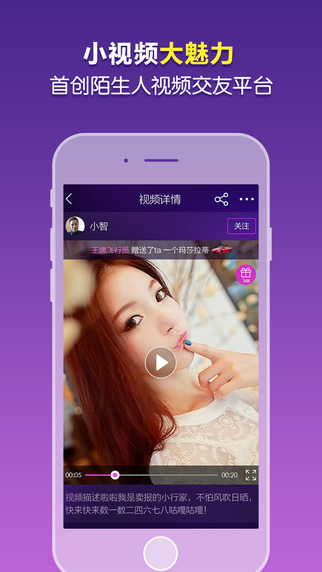 小视频大魅力
首创陌生人视频交友平台
视频详情
小智
关注
王牌飞行员 赠送了ta 一个玛莎拉蒂
14K
00:05
00:20
视频描述啦啦我是卖报的小行家，不怕风吹日晒，
快来快来数一数二四六七八咕嘎咕嘎！